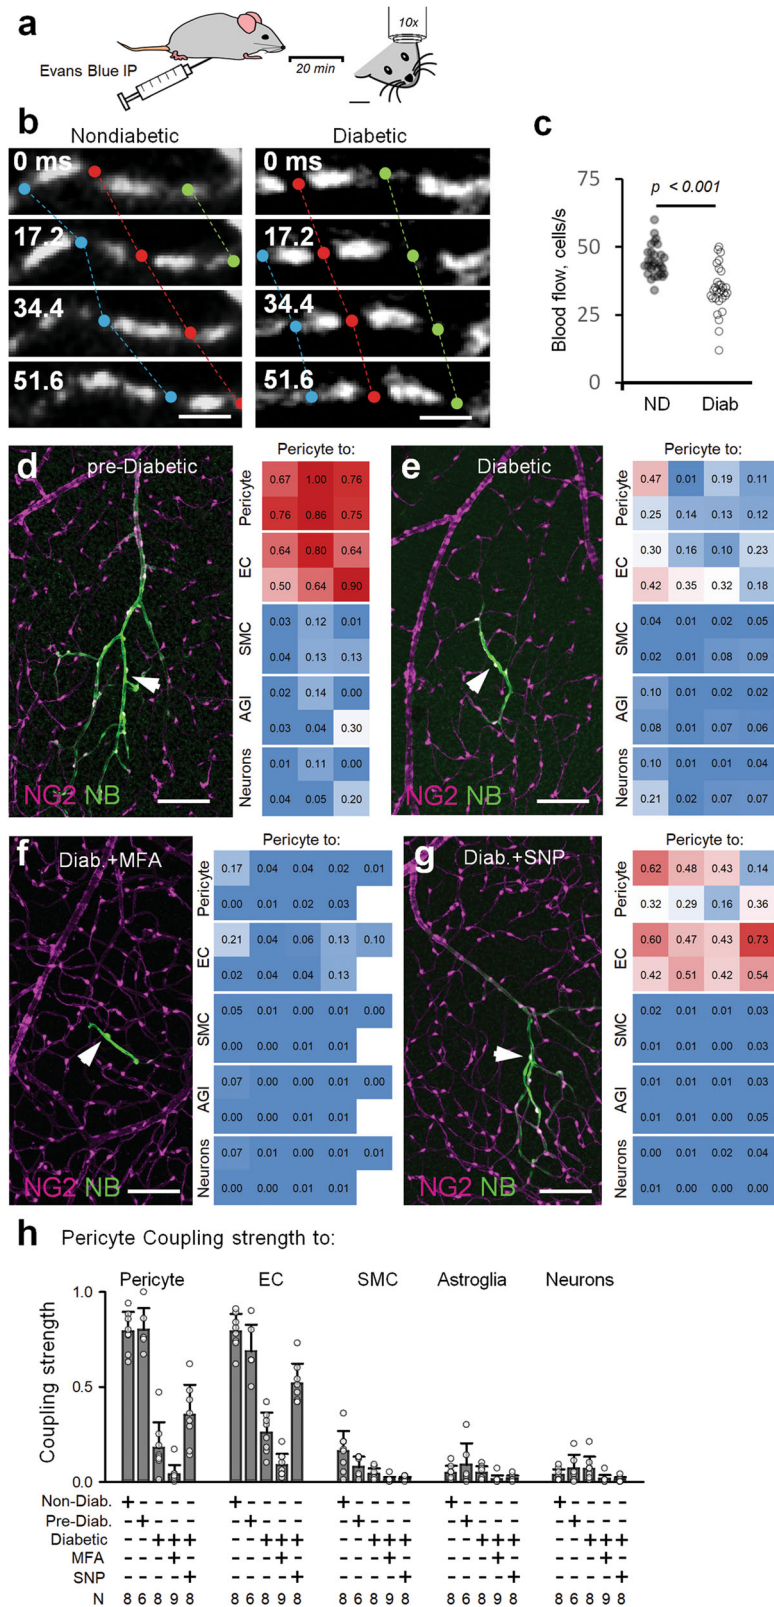 a
10x
Evans Blue IP
20 min
b
Nondiabetic
Diabetic
0 ms
17.2
34.4
51.6
0 ms
17.2
34.4
51.6
c
p < 0.001
75
50
25
0
Blood flow, cells/s
ND Diab
d
pre-Diabetic
NG2 NB
Pericyte to:
Pericyte
0.67 1.00 0.76
0.76 0.86 0.75
EC
0.64 0.80 0.64
0.50 0.64 0.90
SMC
0.03 0.12 0.01
0.04 0.13 0.13
AGI
0.02 0.14 0.00
0.03 0.04 0.30
Neurons
0.01 0.11 0.00
0.04 0.05 0.20
e
Diabetic
NG2 NB
Pericyte to:
Pericyte
0.47 0.01 0.19 0.11
0.25 0.14 0.13 0.12
EC
0.30 0.16 0.10 0.23
0.42 0.35 0.32 0.18
SMC
0.04 0.01 0.02 0.05
0.02 0.01 0.08 0.09
AGI
0.10 0.01 0.02 0.02
0.08 0.01 0.07 0.06
Neurons
0.10 0.01 0.01 0.04
0.21 0.02 0.07 0.07
f
Diab.+MFA
NG2 NB
Pericyte to:
Pericyte
0.17 0.04 0.04 0.02 0.01
0.00 0.01 0.02 0.03
EC
0.21 0.04 0.06 0.13 0.10
0.02 0.04 0.04 0.13
SMC
0.05 0.01 0.00 0.01 0.00
0.00 0.00 0.01 0.01
AGI
0.07 0.00 0.00 0.01 0.00
0.00 0.00 0.01 0.01
Neurons
0.07 0.01 0.00 0.01 0.01
0.00 0.00 0.01 0.01
g
Diab.+SNP
NG2 NB
Pericyte to:
Pericyte
0.62 0.48 0.43 0.14
0.32 0.29 0.16 0.36
EC
0.60 0.47 0.43 0.73
0.42 0.51 0.42 0.54
SMC
0.02 0.01 0.01 0.03
0.01 0.01 0.00 0.03
AGI
0.01 0.01 0.01 0.03
0.01 0.01 0.00 0.05
Neurons
0.00 0.01 0.02 0.04
0.01 0.00 0.00 0.00
h Pericyte Coupling strength to:
Pericyte EC SMC Astroglia Neurons
1.0
0.5
0.0
Coupling strength
Non-Diab. + - - - - + - - - - + - - - - + - - - - + - - - -
Pre-Diab. - + - - - - + - - - - + - - - - + - - - - + - - -
Diabetic - - + + + - - + + + - - + + + - - + + + - - + + +
MFA - - - + - - - - + - - - - + - - - - + - - - - + -
SNP - - - - + - - - - + - - - - + - - - - + - - - - +
N 8 6 8 9 8 8 6 8 9 8 8 6 8 9 8 8 6 8 9 8 8 6 8 9 8